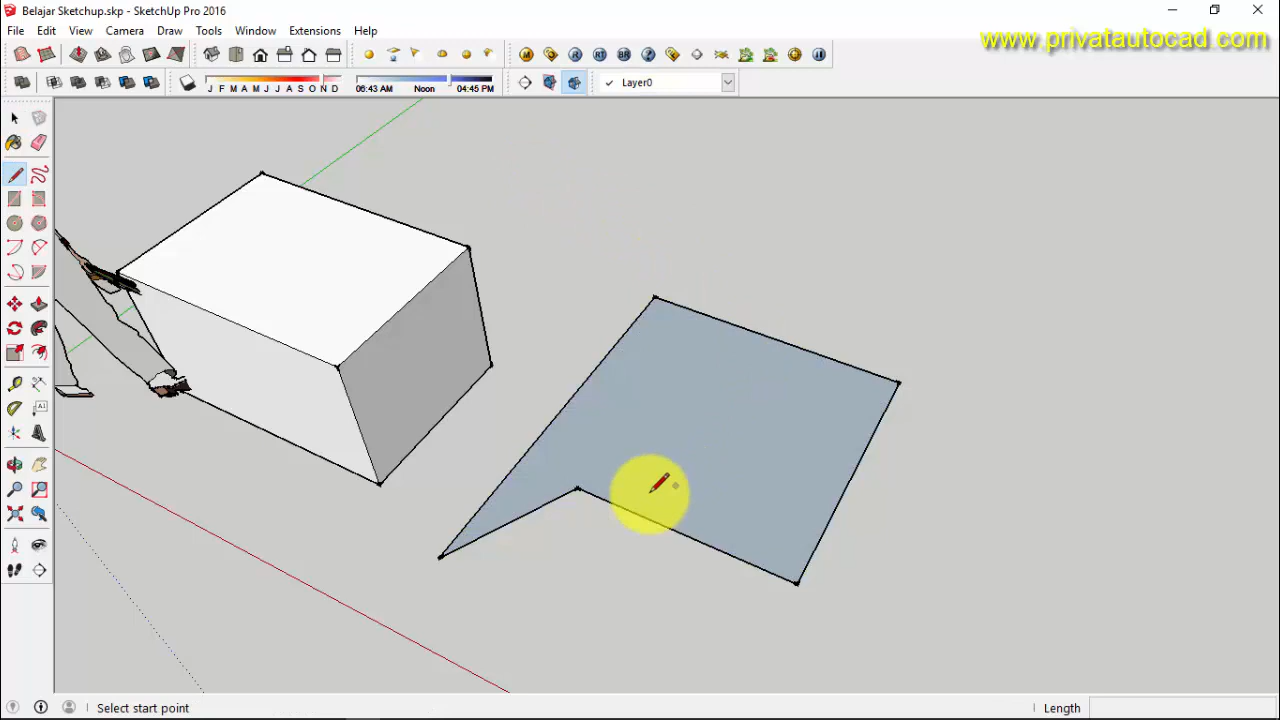 Belajar Sketchup.skp - SketchUp Pro 2016
File Edit View Camera Draw Tools Window Extensions Help
www.privatautocad.com
J F M A M J J A S O N D
06:43 AM Noon 04:45 PM
Layer0
Select start point
Length